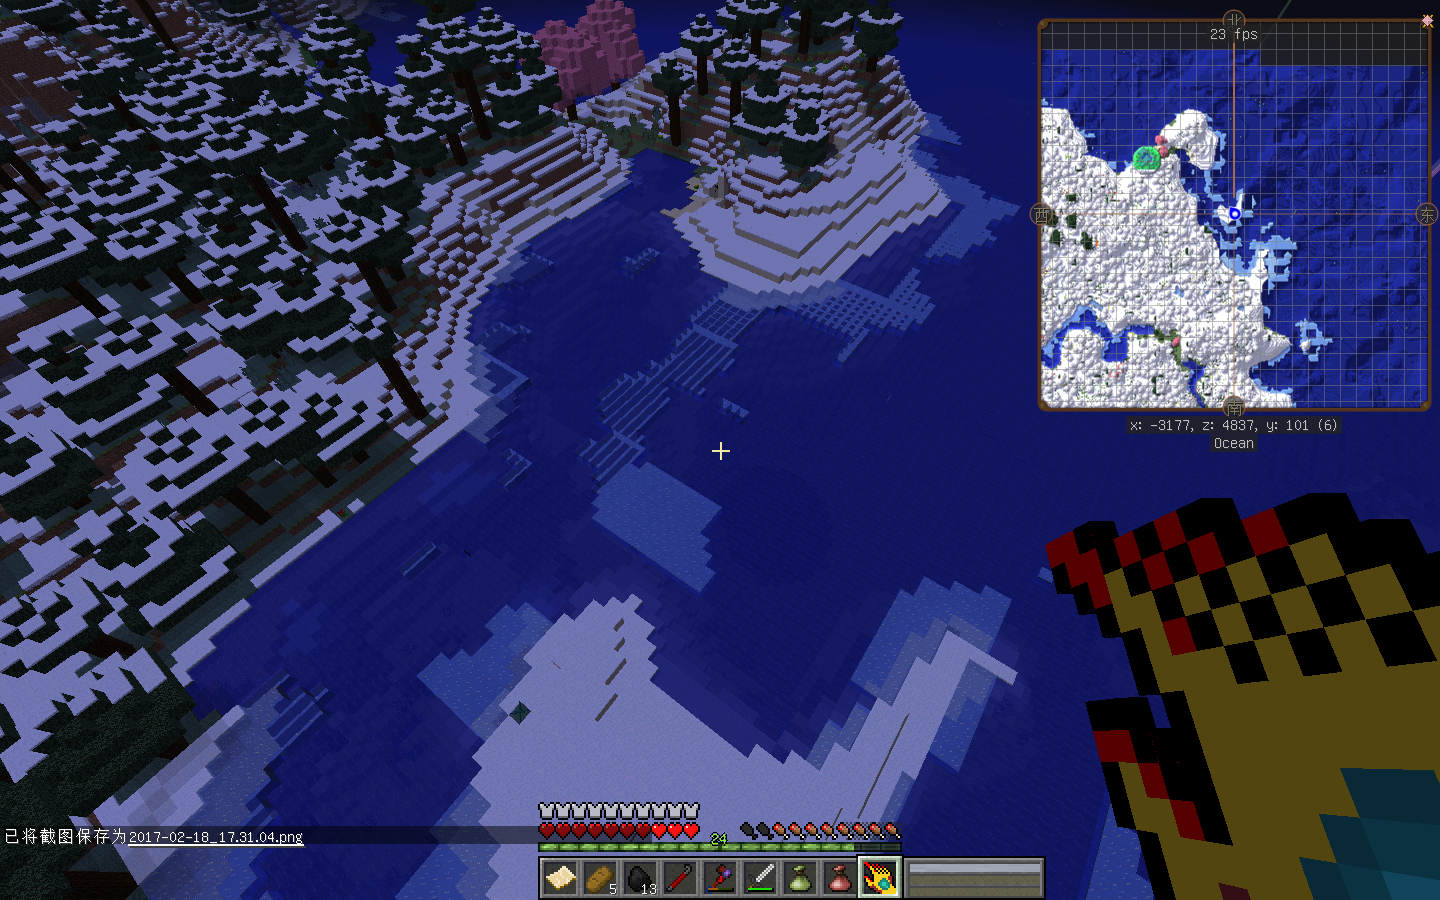 北
23 fps
西
东
南
x: -3177, z: 4837, y: 101 (6)
Ocean
已将截图保存为2017-02-18_17.31.04.png
24
5
13